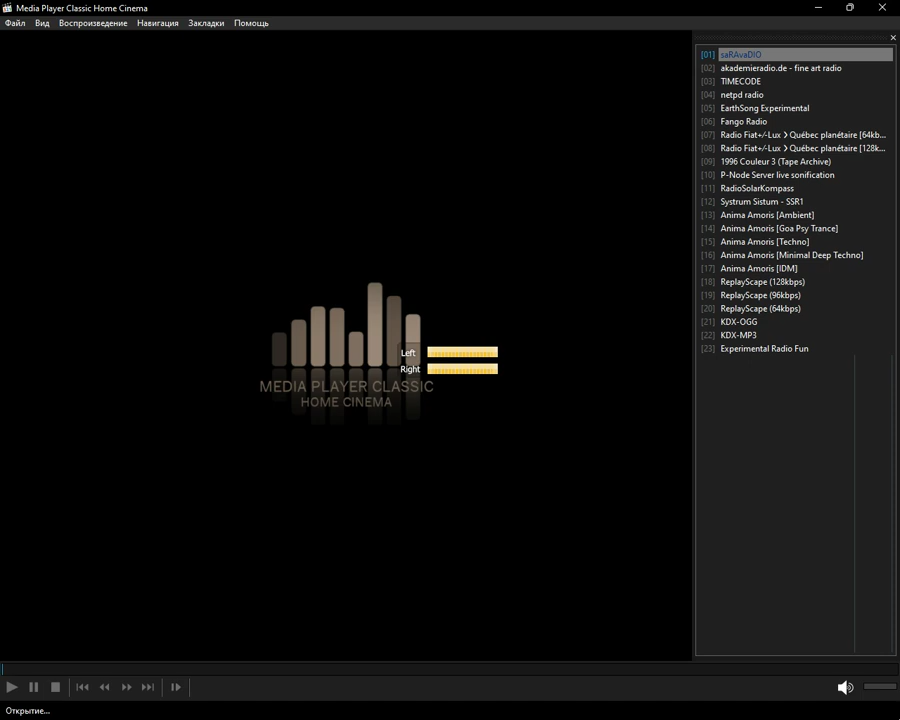 Media Player Classic Home Cinema
Файл Вид Воспроизведение Навигация Закладки Помощь
[01] saRAvaDIO
[02] akademieradio.de - fine art radio
[03] TIMECODE
[04] netpd radio
[05] EarthSong Experimental
[06] Fango Radio
[07] Radio Fiat+/-Lux ❯ Québec planétaire [64kb...
[08] Radio Fiat+/-Lux ❯ Québec planétaire [128k...
[09] 1996 Couleur 3 (Tape Archive)
[10] P-Node Server live sonification
[11] RadioSolarKompass
[12] Systrum Sistum - SSR1
[13] Anima Amoris [Ambient]
[14] Anima Amoris [Goa Psy Trance]
[15] Anima Amoris [Techno]
[16] Anima Amoris [Minimal Deep Techno]
[17] Anima Amoris [IDM]
[18] ReplayScape (128kbps)
[19] ReplayScape (96kbps)
[20] ReplayScape (64kbps)
[21] KDX-OGG
[22] KDX-MP3
[23] Experimental Radio Fun
Left
Right
MEDIA PLAYER CLASSIC
HOME CINEMA
Открытие...